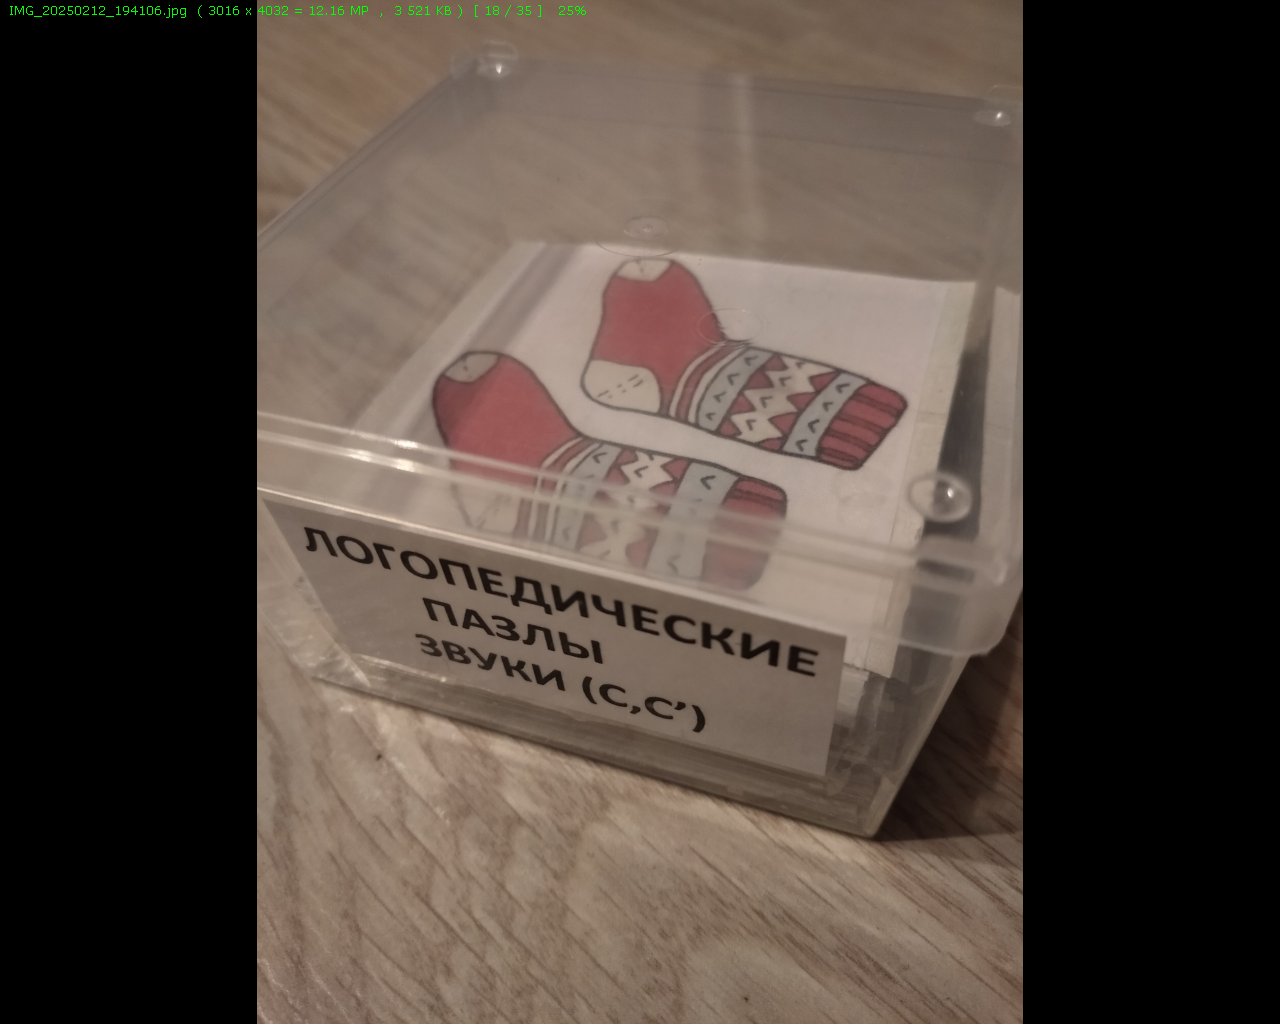 IMG_20250212_194106.jpg ( 3016 x 4032 = 12.16 MP , 3 521 KB ) [ 18 / 35 ] 25%
ЛОГОПЕДИЧЕСКИЕ
ПАЗЛЫ
ЗВУКИ (С,С’)